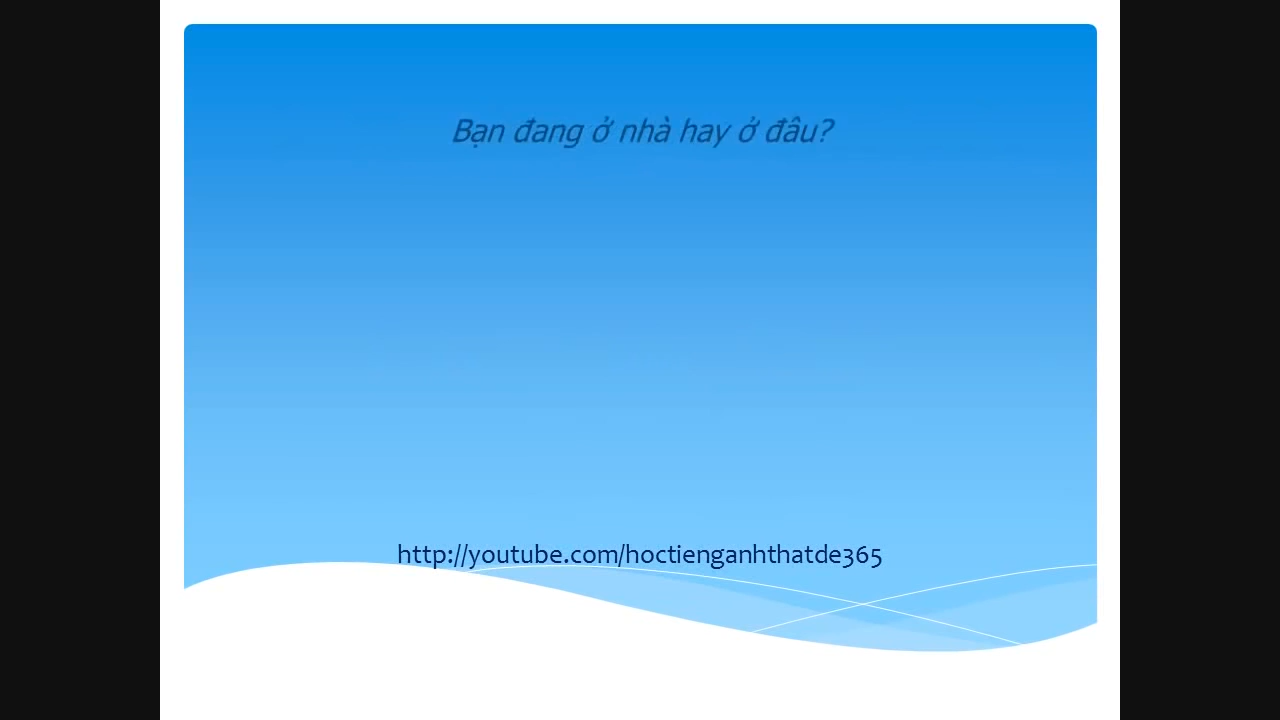 Bạn đang ở nhà hay ở đâu?
http://youtube.com/hoctienganhthatde365